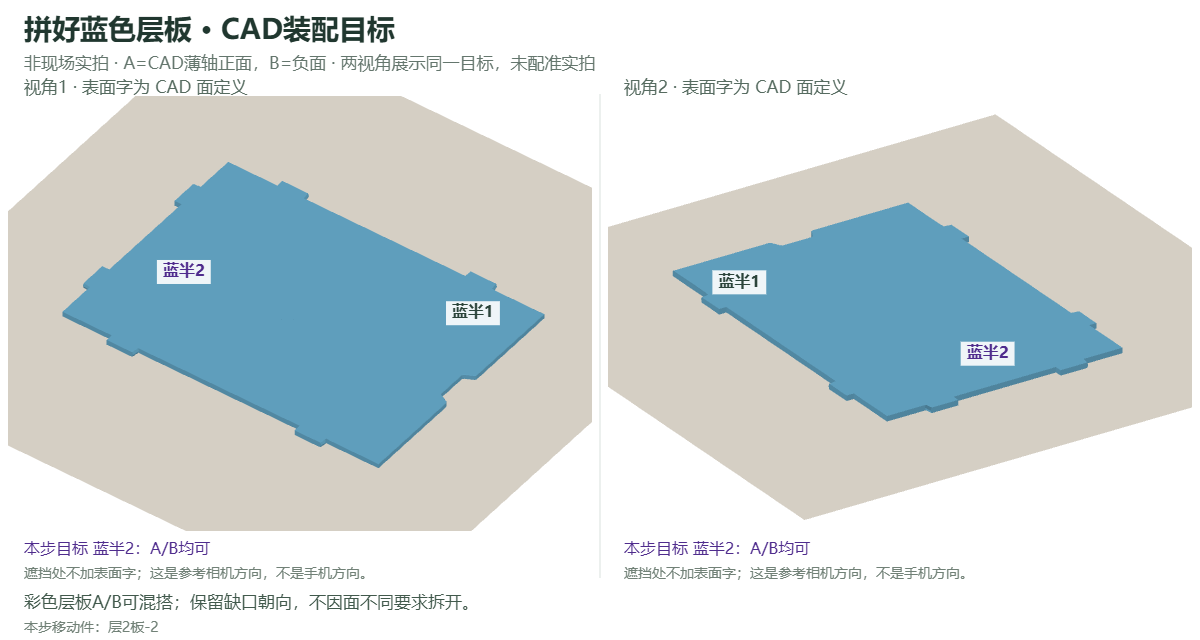 拼好蓝色层板 · CAD装配目标
非现场实拍 · A=CAD薄轴正面，B=负面 · 两视角展示同一目标，未配准实拍
视角1 · 表面字为 CAD 面定义
视角2 · 表面字为 CAD 面定义
蓝半2
蓝半1
蓝半1
蓝半2
本步目标 蓝半2：A/B均可
本步目标 蓝半2：A/B均可
遮挡处不加表面字；这是参考相机方向，不是手机方向。
遮挡处不加表面字；这是参考相机方向，不是手机方向。
彩色层板A/B可混搭；保留缺口朝向，不因面不同要求拆开。
本步移动件：层2板-2